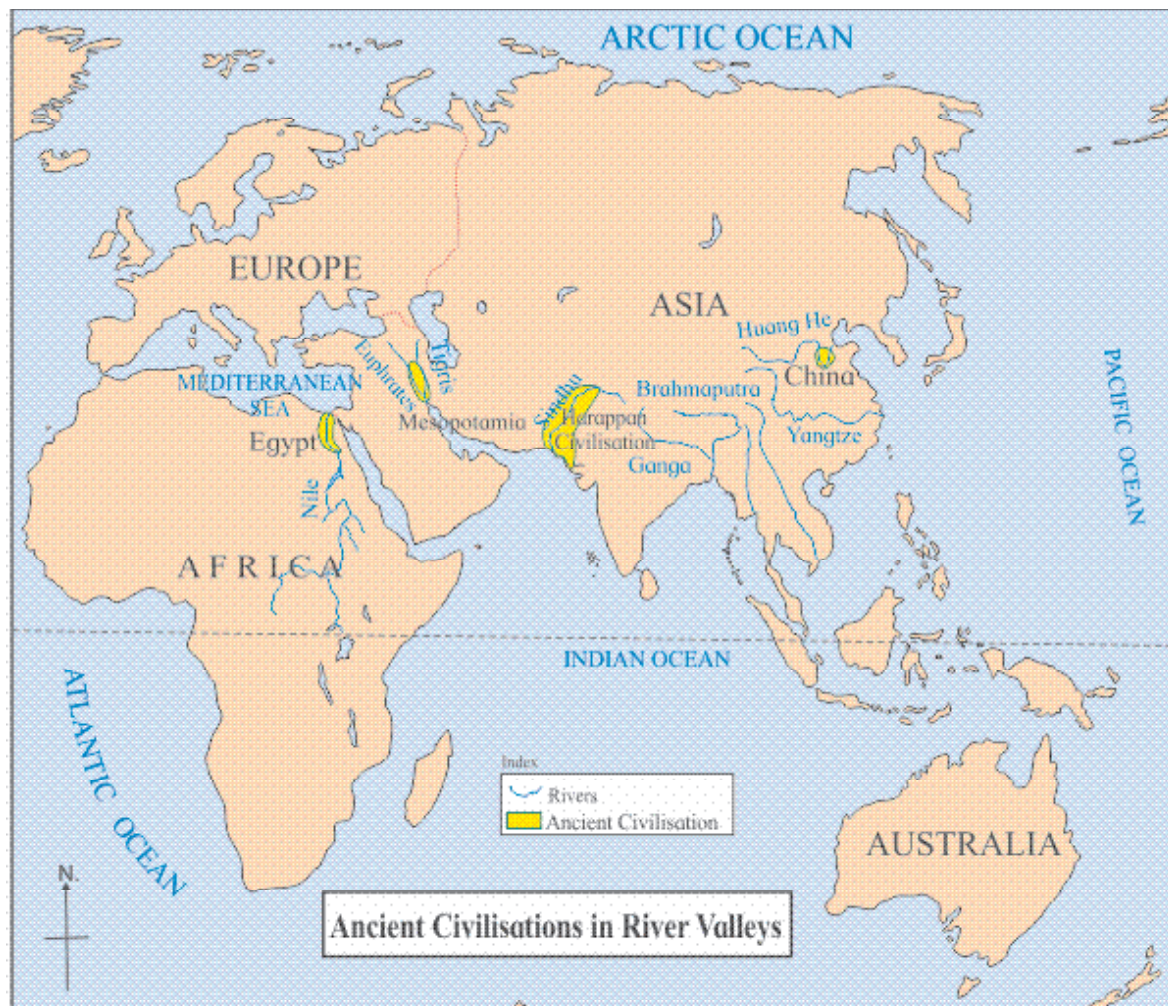 ARCTIC OCEAN
EUROPE
ASIA
Huang He
China
Tigris
Euphrates
MEDITERRANEAN
SEA
Mesopotamia
Sindhu
Brahmaputra
Harappan
Civilisation
Yangtze
Ganga
Egypt
Nile
PACIFIC OCEAN
AFRICA
INDIAN OCEAN
ATLANTIC OCEAN
Index
Rivers
Ancient Civilisation
AUSTRALIA
N.
Ancient Civilisations in River Valleys